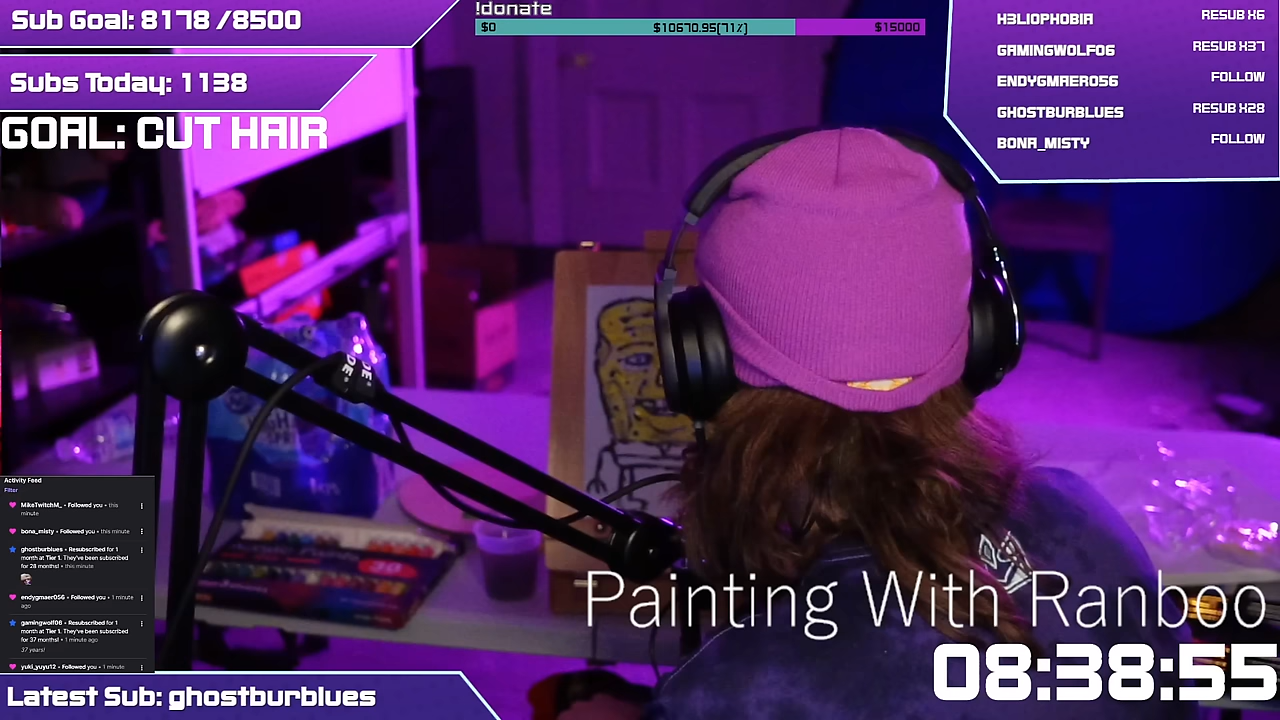 Sub Goal: 8178 /8500
Subs Today: 1138
GOAL: CUT HAIR
!donate
$0 $10670.95(71%) $15000
H3LIOPHOBIA RESUB X6
GAMINGWOLF06 RESUB X37
ENDYGMAER056 FOLLOW
GHOSTBURBLUES RESUB X28
BONA_MISTY FOLLOW
Activity Feed
Filter
MikeTwitchM_ • Followed you • this
minute
bona_misty • Followed you • this minute
ghostburblues • Resubscribed for 1
month at Tier 1. They've been subscribed
for 28 months! • this minute
endygmaer056 • Followed you • 1 minute
ago
gamingwolf06 • Resubscribed for 1
month at Tier 1. They've been subscribed
for 37 months! • 1 minute ago
37 years!
yuki_yuyu12 • Followed you • 1 minute
Painting With Ranboo
08:38:55
Latest Sub: ghostburblues